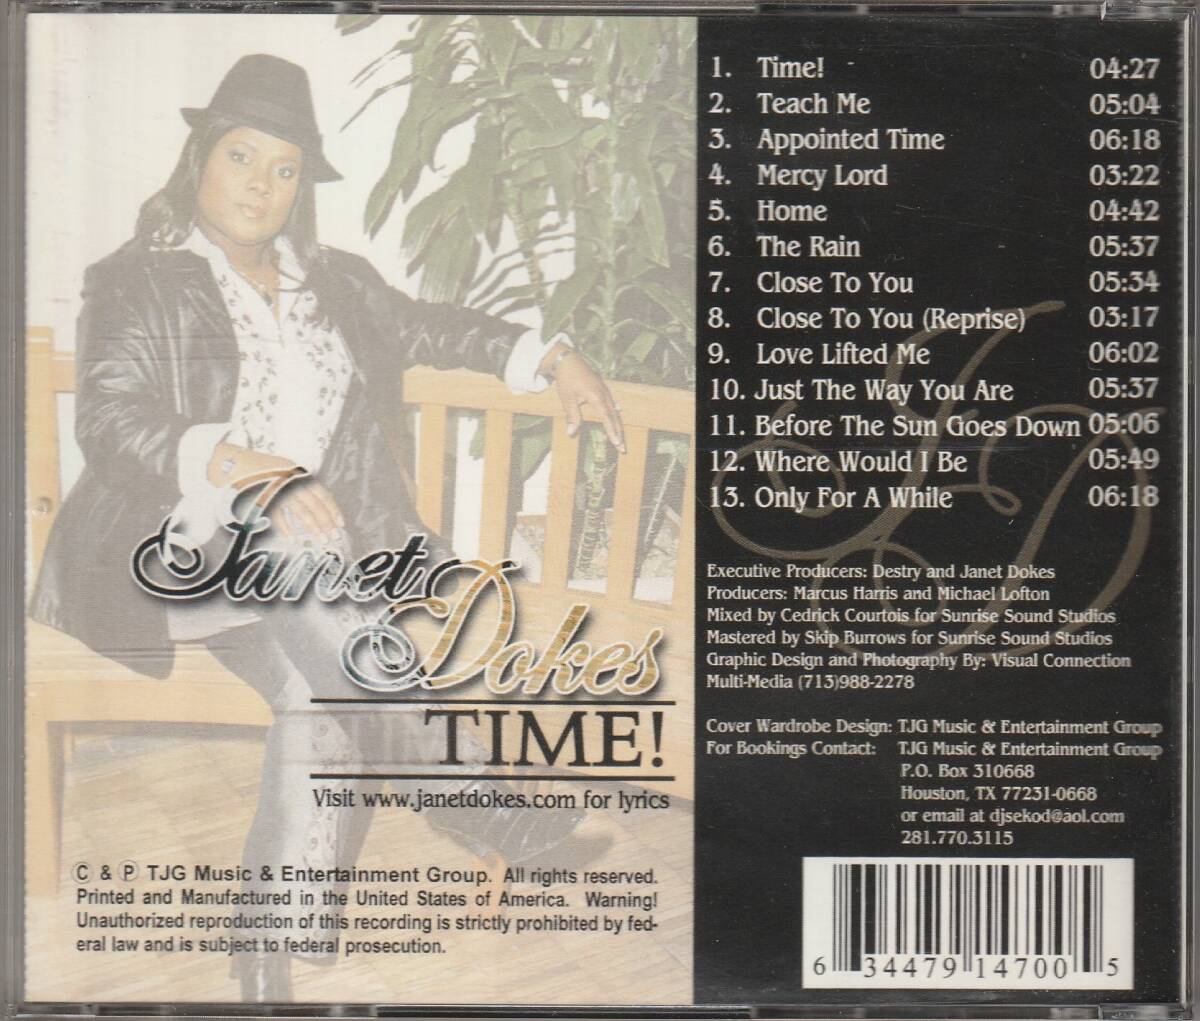 Janet
Dokes
TIME!
Visit www.janetdokes.com for lyrics
© & ℗ TJG Music & Entertainment Group. All rights reserved.
Printed and Manufactured in the United States of America. Warning!
Unauthorized reproduction of this recording is strictly prohibited by fed-
eral law and is subject to federal prosecution.
1. Time! 04:27
2. Teach Me 05:04
3. Appointed Time 06:18
4. Mercy Lord 03:22
5. Home 04:42
6. The Rain 05:37
7. Close To You 05:34
8. Close To You (Reprise) 03:17
9. Love Lifted Me 06:02
10. Just The Way You Are 05:37
11. Before The Sun Goes Down 05:06
12. Where Would I Be 05:49
13. Only For A While 06:18
JD
Executive Producers: Destry and Janet Dokes
Producers: Marcus Harris and Michael Lofton
Mixed by Cedrick Courtois for Sunrise Sound Studios
Mastered by Skip Burrows for Sunrise Sound Studios
Graphic Design and Photography By: Visual Connection
Multi-Media (713)988-2278
Cover Wardrobe Design: TJG Music & Entertainment Group
For Bookings Contact: TJG Music & Entertainment Group
P.O. Box 310668
Houston, TX 77231-0668
or email at djsekod@aol.com
281.770.3115
6 34479 14700 5